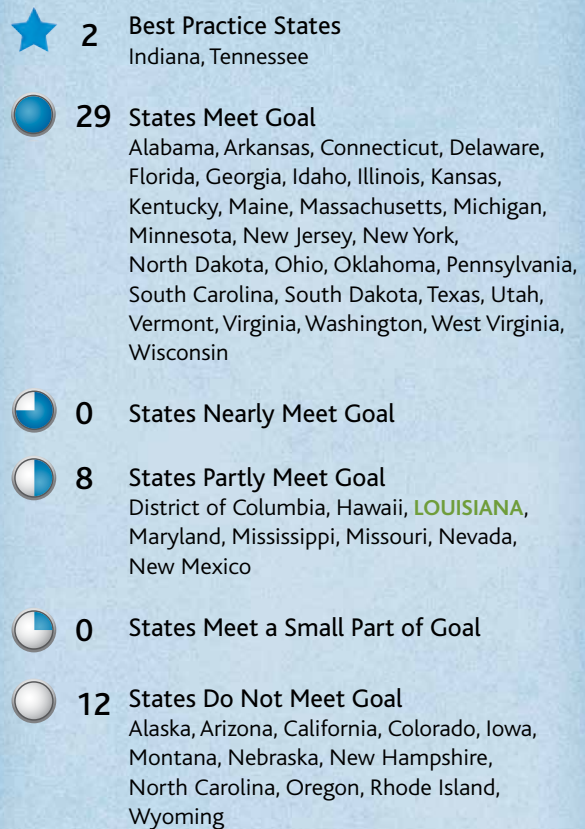 2 Best Practice States
Indiana, Tennessee
29 States Meet Goal
Alabama, Arkansas, Connecticut, Delaware,
Florida, Georgia, Idaho, Illinois, Kansas,
Kentucky, Maine, Massachusetts, Michigan,
Minnesota, New Jersey, New York,
North Dakota, Ohio, Oklahoma, Pennsylvania,
South Carolina, South Dakota, Texas, Utah,
Vermont, Virginia, Washington, West Virginia,
Wisconsin
0 States Nearly Meet Goal
8 States Partly Meet Goal
District of Columbia, Hawaii, LOUISIANA,
Maryland, Mississippi, Missouri, Nevada,
New Mexico
0 States Meet a Small Part of Goal
12 States Do Not Meet Goal
Alaska, Arizona, California, Colorado, Iowa,
Montana, Nebraska, New Hampshire,
North Carolina, Oregon, Rhode Island,
Wyoming